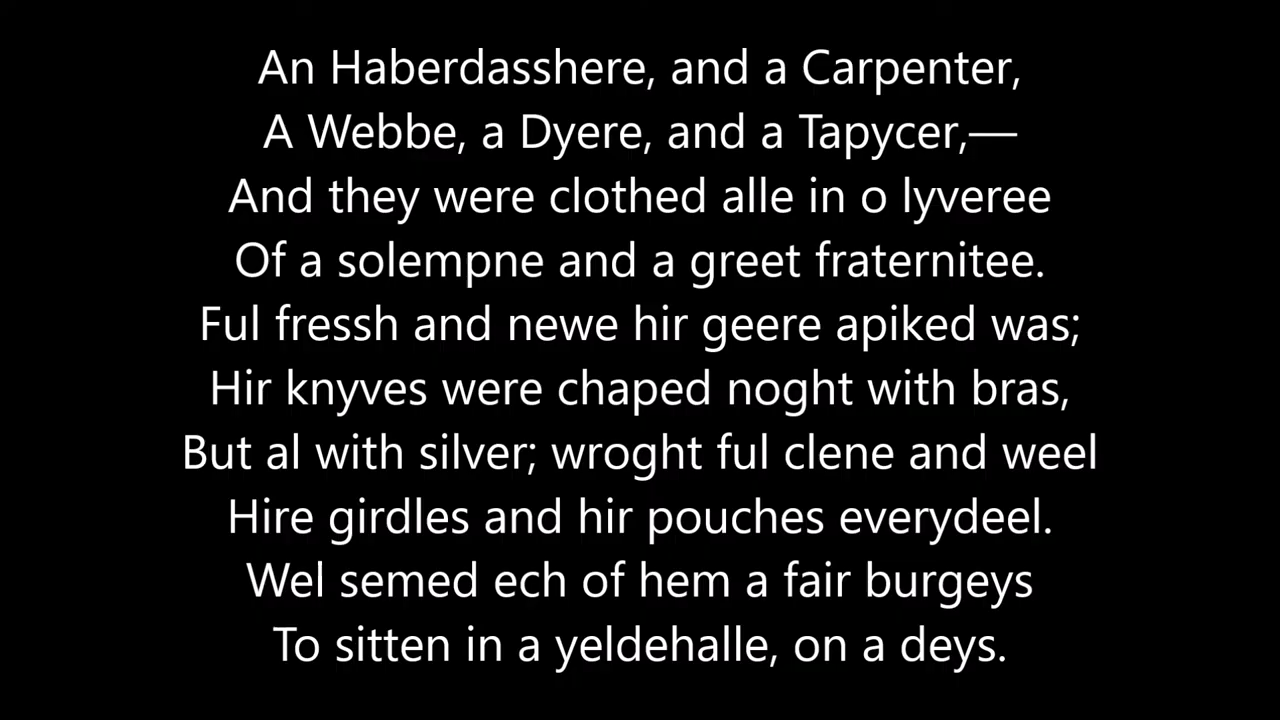 An Haberdasshere, and a Carpenter,
A Webbe, a Dyere, and a Tapycer,—
And they were clothed alle in o lyveree
Of a solempne and a greet fraternitee.
Ful fressh and newe hir geere apiked was;
Hir knyves were chaped noght with bras,
But al with silver; wroght ful clene and weel
Hire girdles and hir pouches everydeel.
Wel semed ech of hem a fair burgeys
To sitten in a yeldehalle, on a deys.